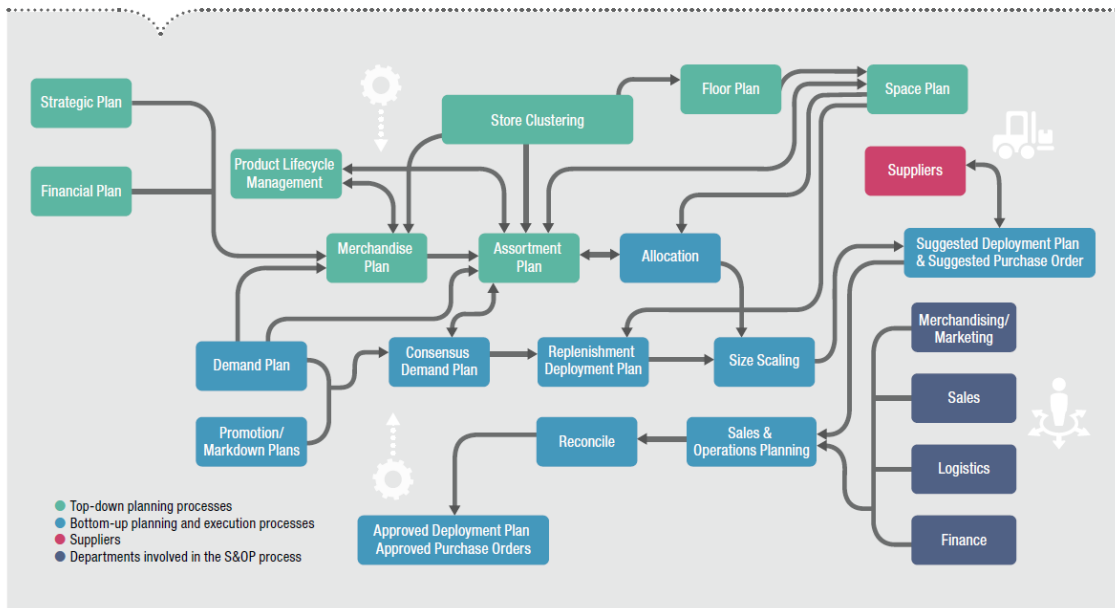 Strategic Plan
Financial Plan
Product Lifecycle
Management
Store Clustering
Floor Plan
Space Plan
Suppliers
Merchandise
Plan
Assortment
Plan
Allocation
Suggested Deployment Plan
& Suggested Purchase Order
Demand Plan
Consensus
Demand Plan
Replenishment
Deployment Plan
Size Scaling
Merchandising/
Marketing
Sales
Promotion/
Markdown Plans
Reconcile
Sales &
Operations Planning
Logistics
Finance
Approved Deployment Plan
Approved Purchase Orders
Top-down planning processes
Bottom-up planning and execution processes
Suppliers
Departments involved in the S&OP process